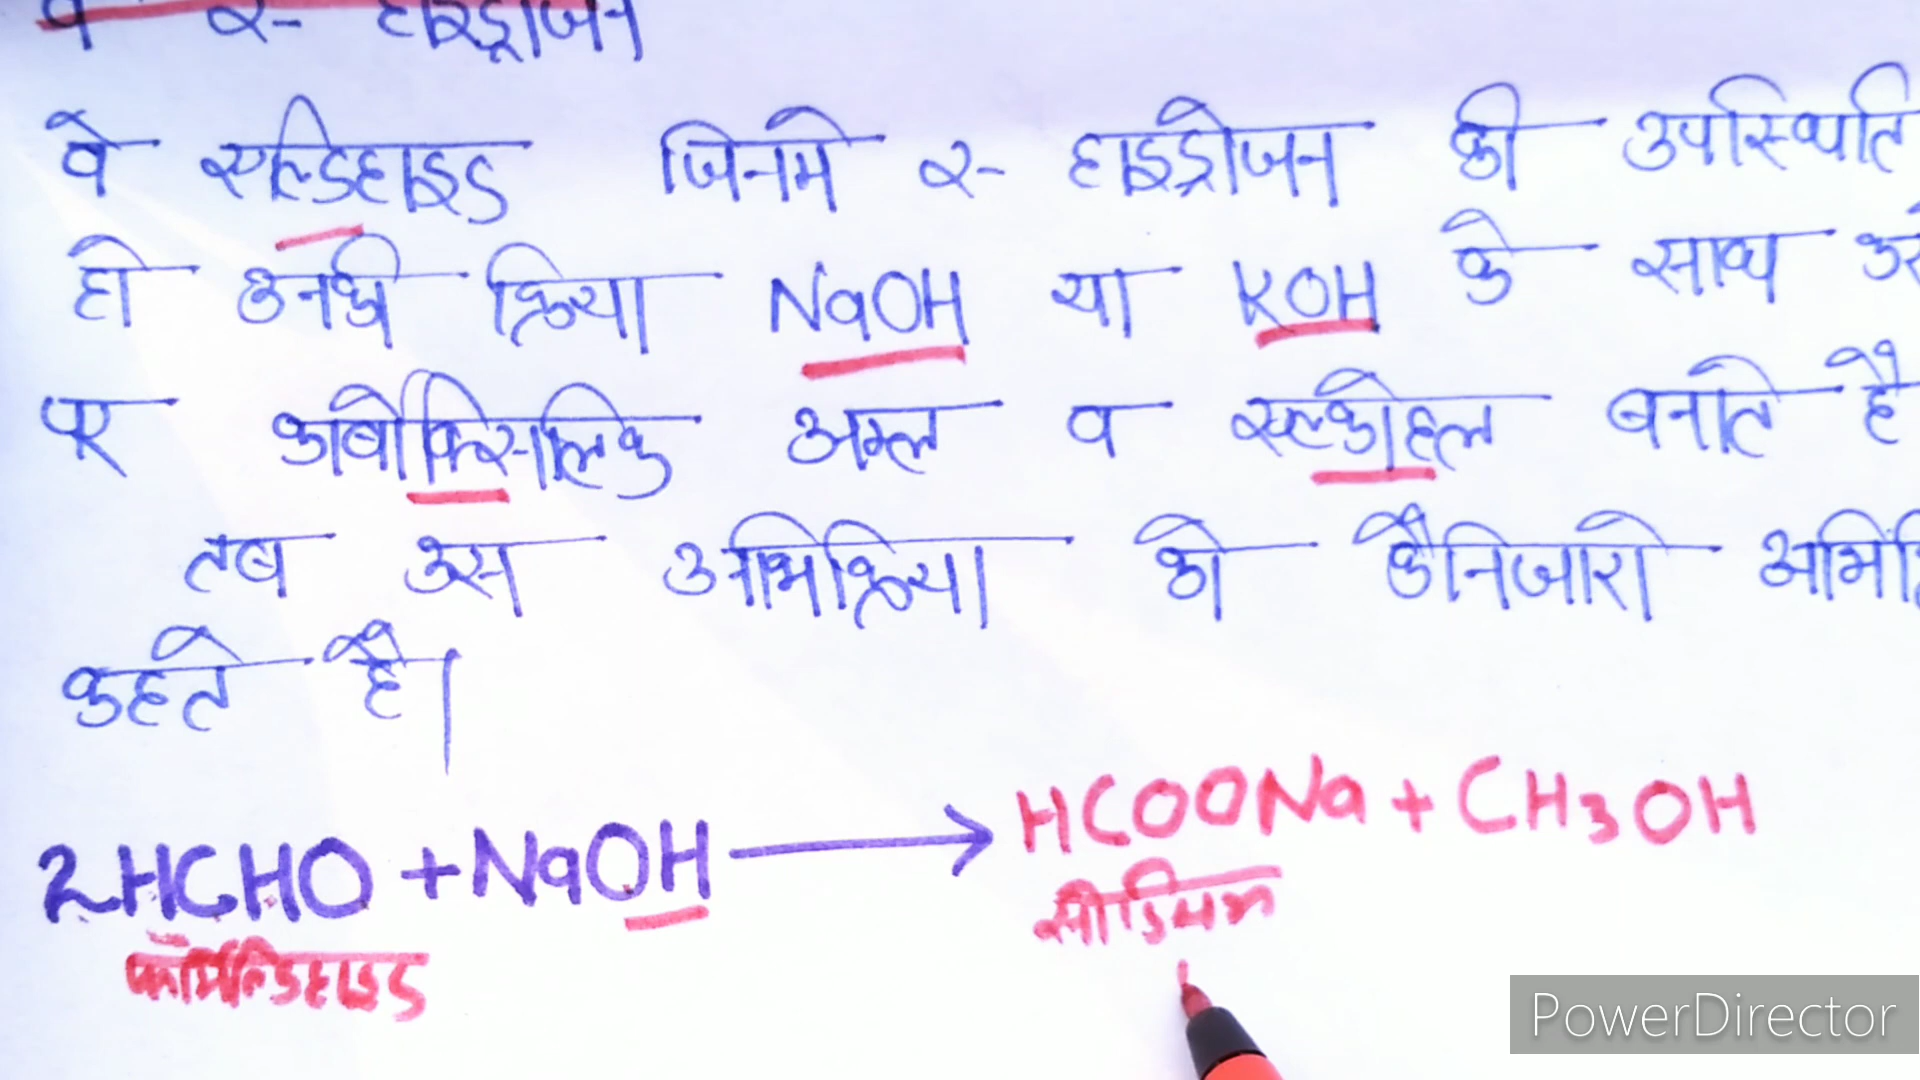 व α- हाइड्रोजन
वे एल्डिहाइड जिनमे α- हाइड्रोजन की उपस्थिति
हो उनकी क्रिया NaOH या KOH के साथ
पर कार्बोक्सिलिक अम्ल व एल्कोहल बनाते है
तब उस अभिक्रिया को कैनिजारो
कहते है।
2HCHO + NaOH ⟶ HCOONa + CH3OH
फॉर्मेल्डिहाइड सोडियम
PowerDirector